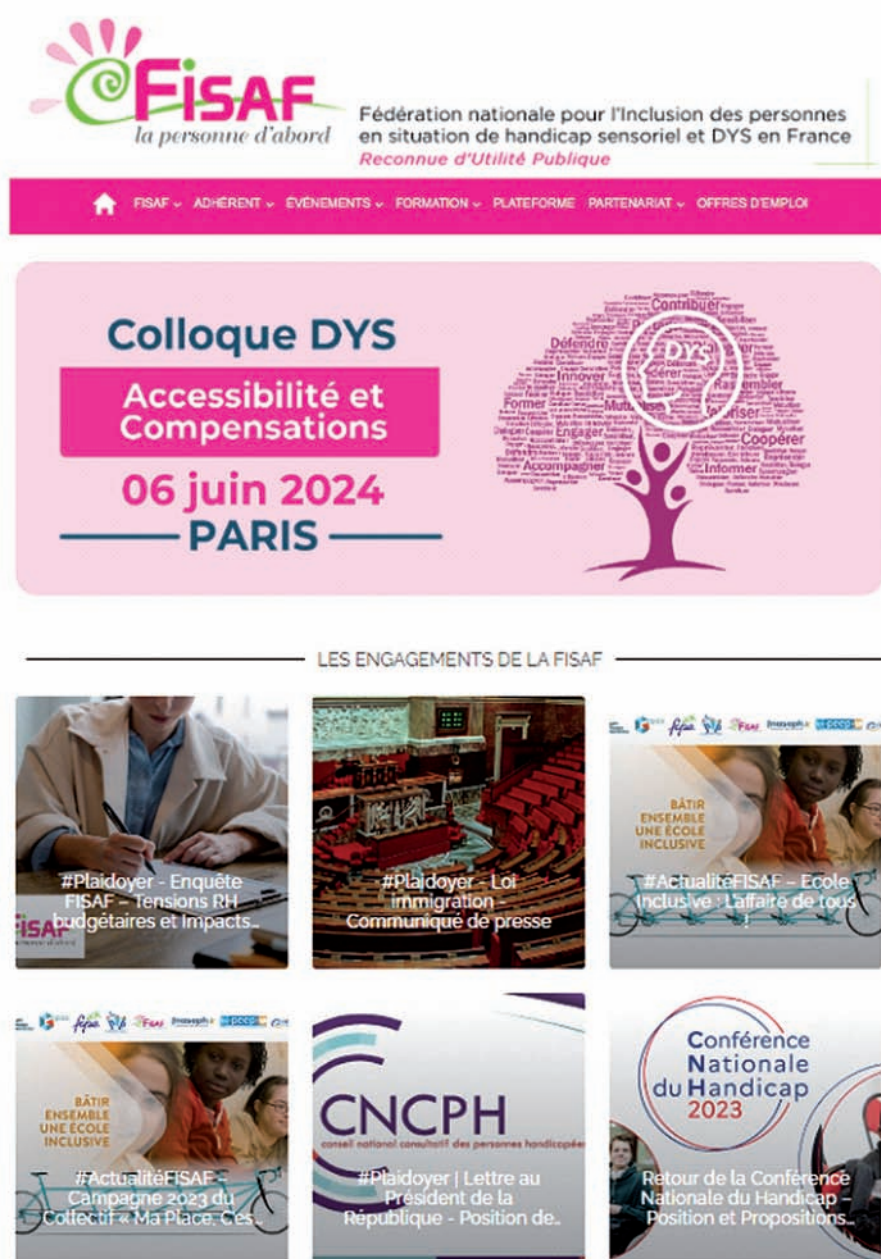 FISAF
la personne d'abord
Fédération nationale pour l'Inclusion des personnes
en situation de handicap sensoriel et DYS en France
Reconnue d'Utilité Publique
FISAF ADHÉRENT ÉVÉNEMENTS FORMATION PLATEFORME PARTENARIAT OFFRES D'EMPLOI
Colloque DYS
Accessibilité et
Compensations
06 juin 2024
PARIS
Contribuer
Défendre
DYS
Innover
Former
Engager
Coopérer
Accompagner
Informer
LES ENGAGEMENTS DE LA FISAF
#Plaidoyer - Enquête
FISAF – Tensions RH
budgétaires et Impacts...
#Plaidoyer - Loi
immigration -
Communiqué de presse
BÂTIR
ENSEMBLE
UNE ÉCOLE
INCLUSIVE
#ActualitéFISAF – Ecole
Inclusive : L'affaire de tous
!
BÂTIR
ENSEMBLE
UNE ÉCOLE
INCLUSIVE
#ActualitéFISAF –
Campagne 2023 du
Collectif « Ma Place, C'es...
CNCPH
conseil national consultatif des personnes handicapées
#Plaidoyer | Lettre au
Président de la
République - Position de...
Conférence
Nationale
du Handicap
2023
Retour de la Conférence
Nationale du Handicap –
Position et Propositions...